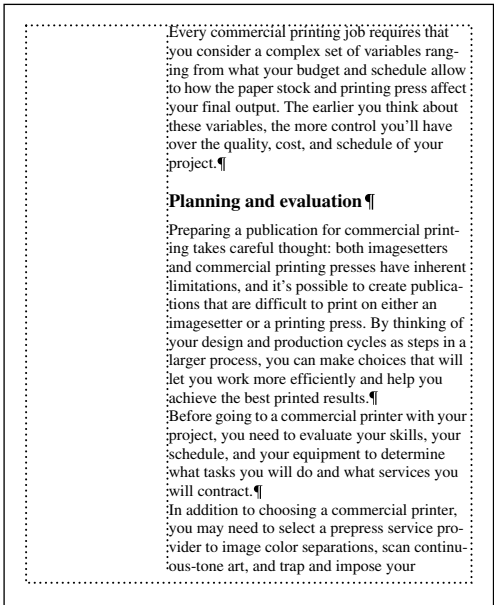 Every commercial printing job requires that
you consider a complex set of variables rang-
ing from what your budget and schedule allow
to how the paper stock and printing press affect
your final output. The earlier you think about
these variables, the more control you'll have
over the quality, cost, and schedule of your
project.¶
Planning and evaluation¶
Preparing a publication for commercial print-
ing takes careful thought: both imagesetters
and commercial printing presses have inherent
limitations, and it's possible to create publica-
tions that are difficult to print on either an
imagesetter or a printing press. By thinking of
your design and production cycles as steps in a
larger process, you can make choices that will
let you work more efficiently and help you
achieve the best printed results.¶
Before going to a commercial printer with your
project, you need to evaluate your skills, your
schedule, and your equipment to determine
what tasks you will do and what services you
will contract.¶
In addition to choosing a commercial printer,
you may need to select a prepress service pro-
vider to image color separations, scan continu-
ous-tone art, and trap and impose your